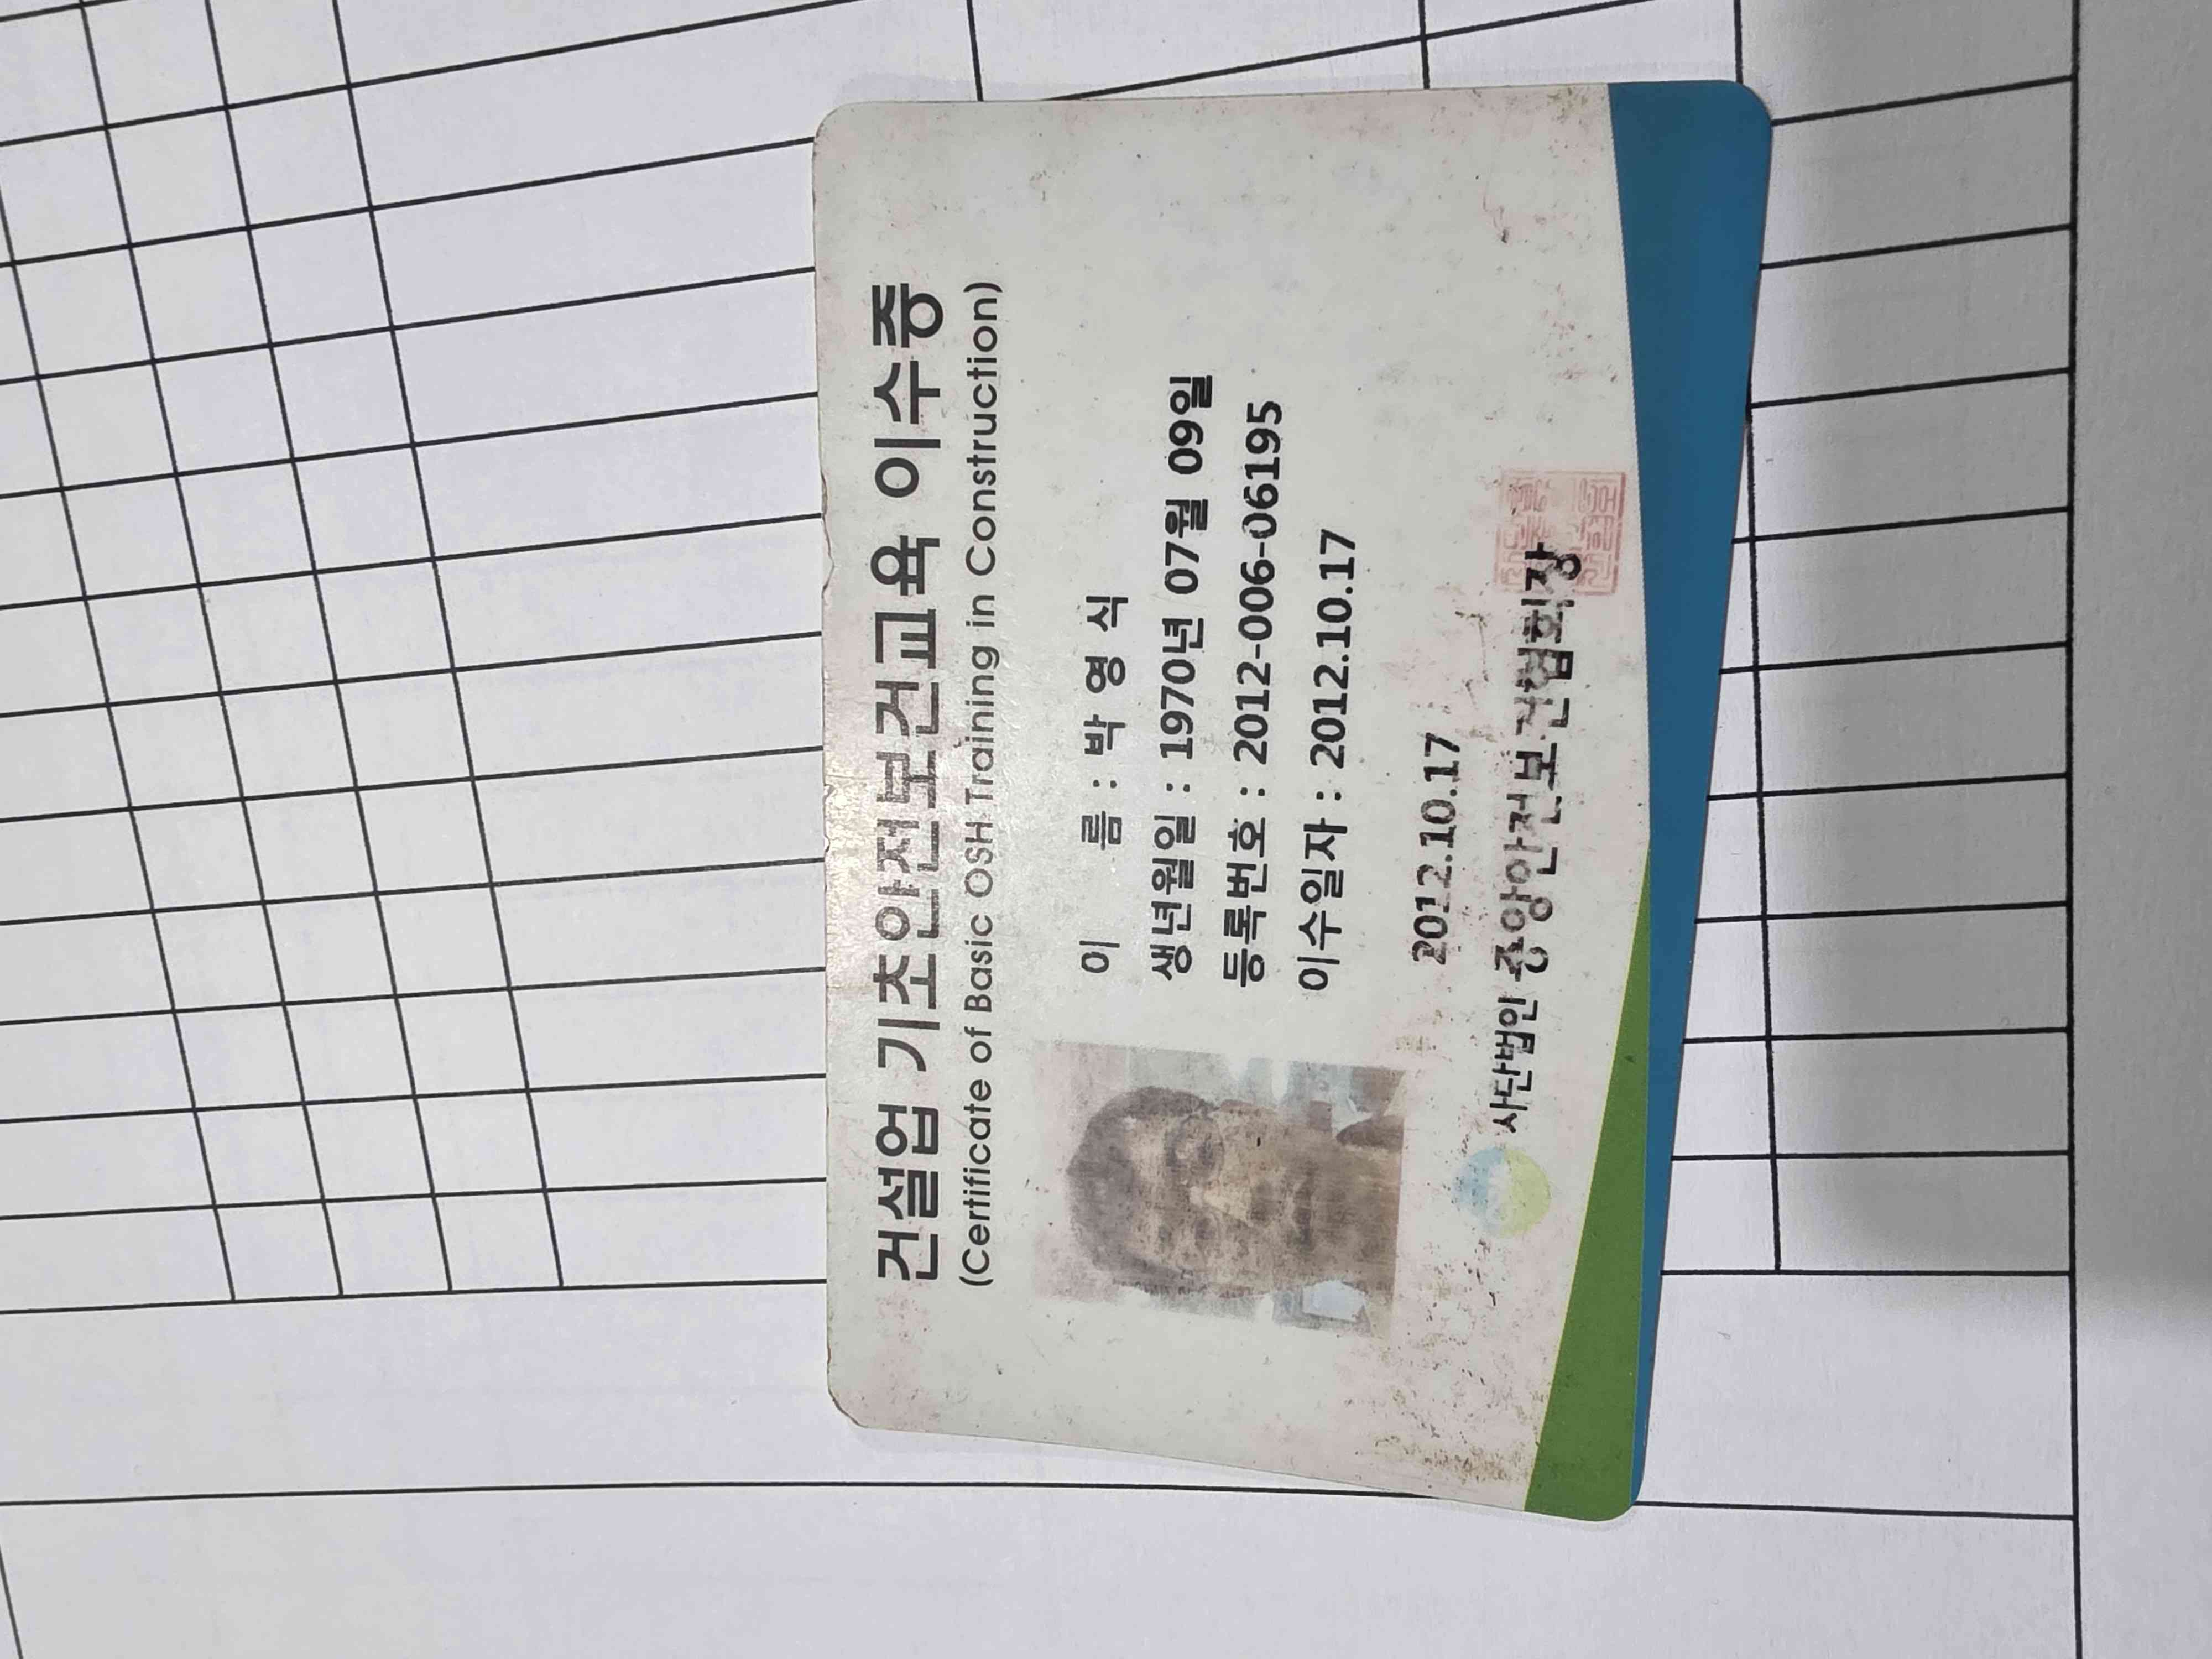 건설업 기초안전보건교육 이수증
(Certificate of Basic OSH Training in Construction)
이 름 : 박 영 식
생년월일 : 1970년 07월 09일
등록번호 : 2012-006-06195
이수일자 : 2012.10.17
2012.10.17
사단법인 중앙안전보건협회장